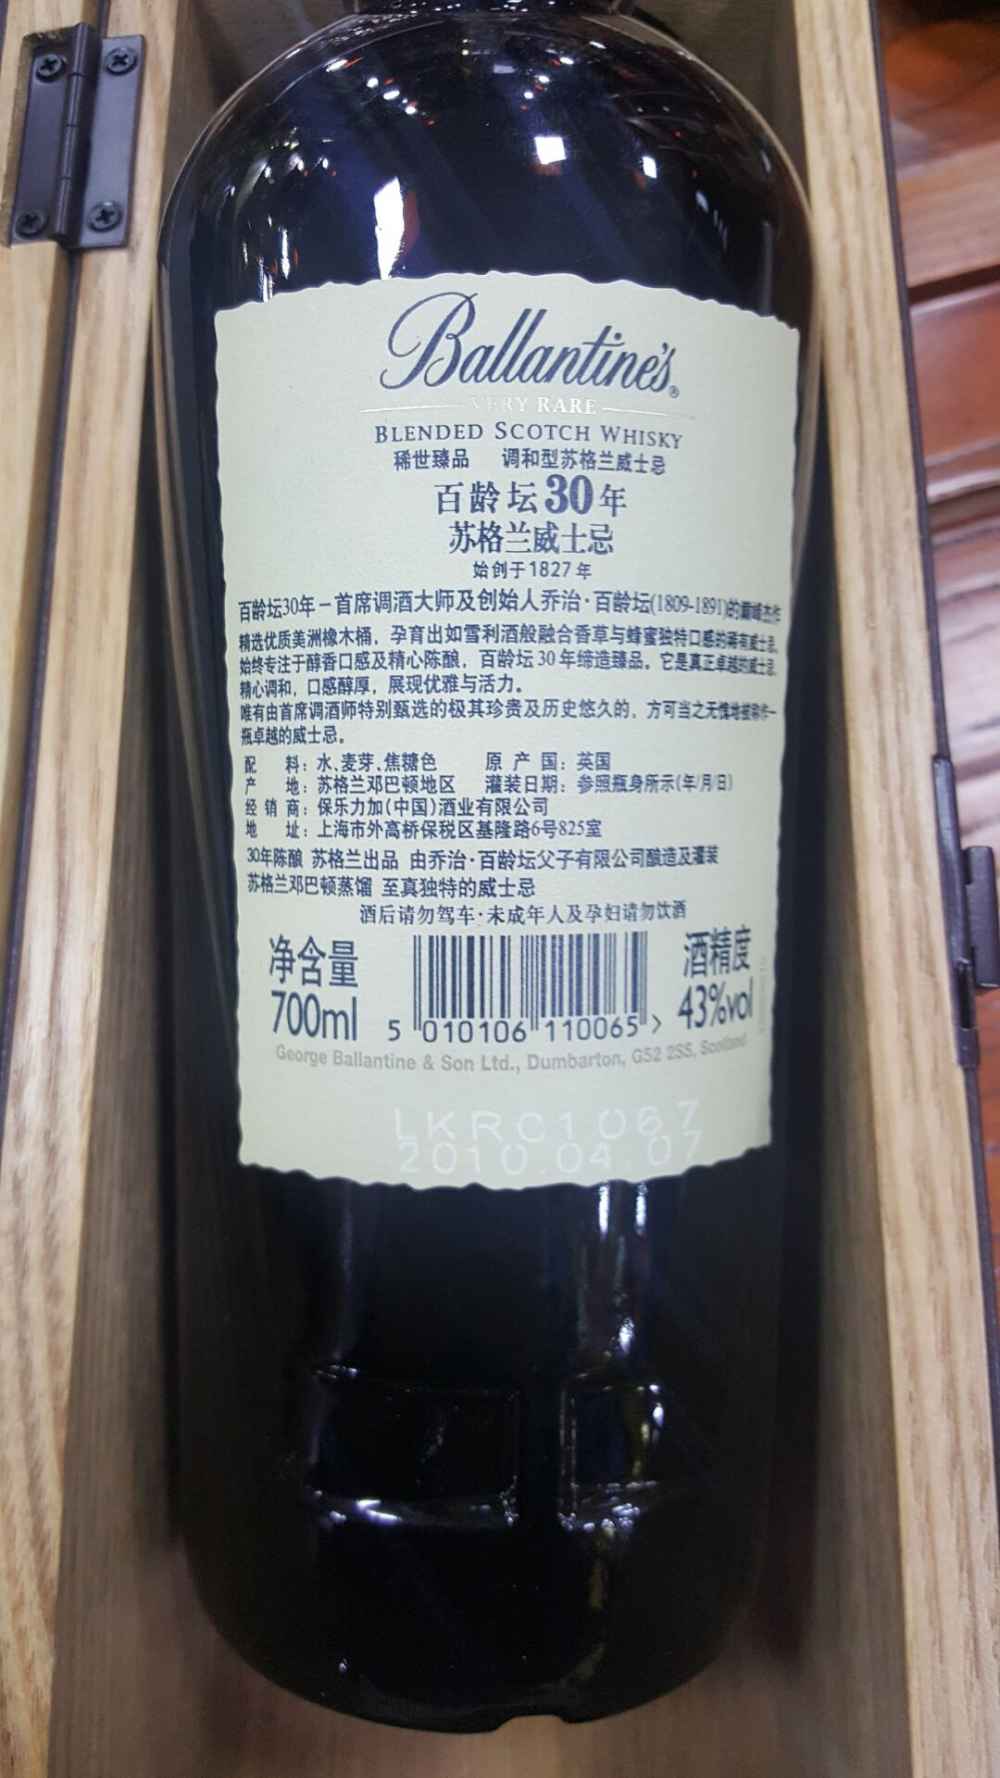 Ballantine's®
VERY RARE
BLENDED SCOTCH WHISKY
稀世臻品 调和型苏格兰威士忌
百龄坛30年
苏格兰威士忌
始创于1827年
百龄坛30年－首席调酒大师及创始人乔治·百龄坛(1809-1891)的巅峰杰作
精选优质美洲橡木桶，孕育出如雪利酒般融合香草与蜂蜜独特口感的稀有威士忌。
始终专注于醇香口感及精心陈酿，百龄坛30年缔造臻品。它是真正卓越的威士忌，
精心调和，口感醇厚，展现优雅与活力。
唯有由首席调酒师特别甄选的极其珍贵及历史悠久的，方可当之无愧地被称作一
瓶卓越的威士忌。
配 料：水、麦芽、焦糖色 原产国：英国
产 地：苏格兰邓巴顿地区 灌装日期：参照瓶身所示(年/月/日)
经销商：保乐力加(中国)酒业有限公司
地 址：上海市外高桥保税区基隆路6号825室
30年陈酿 苏格兰出品 由乔治·百龄坛父子有限公司酿造及灌装
苏格兰邓巴顿蒸馏 至真独特的威士忌
酒后请勿驾车·未成年人及孕妇请勿饮酒
净含量
700ml
5 010106 110065 >
酒精度
43%vol
George Ballantine & Son Ltd., Dumbarton, G52 2SS, Scotland
LKRC1067
2010.04.07